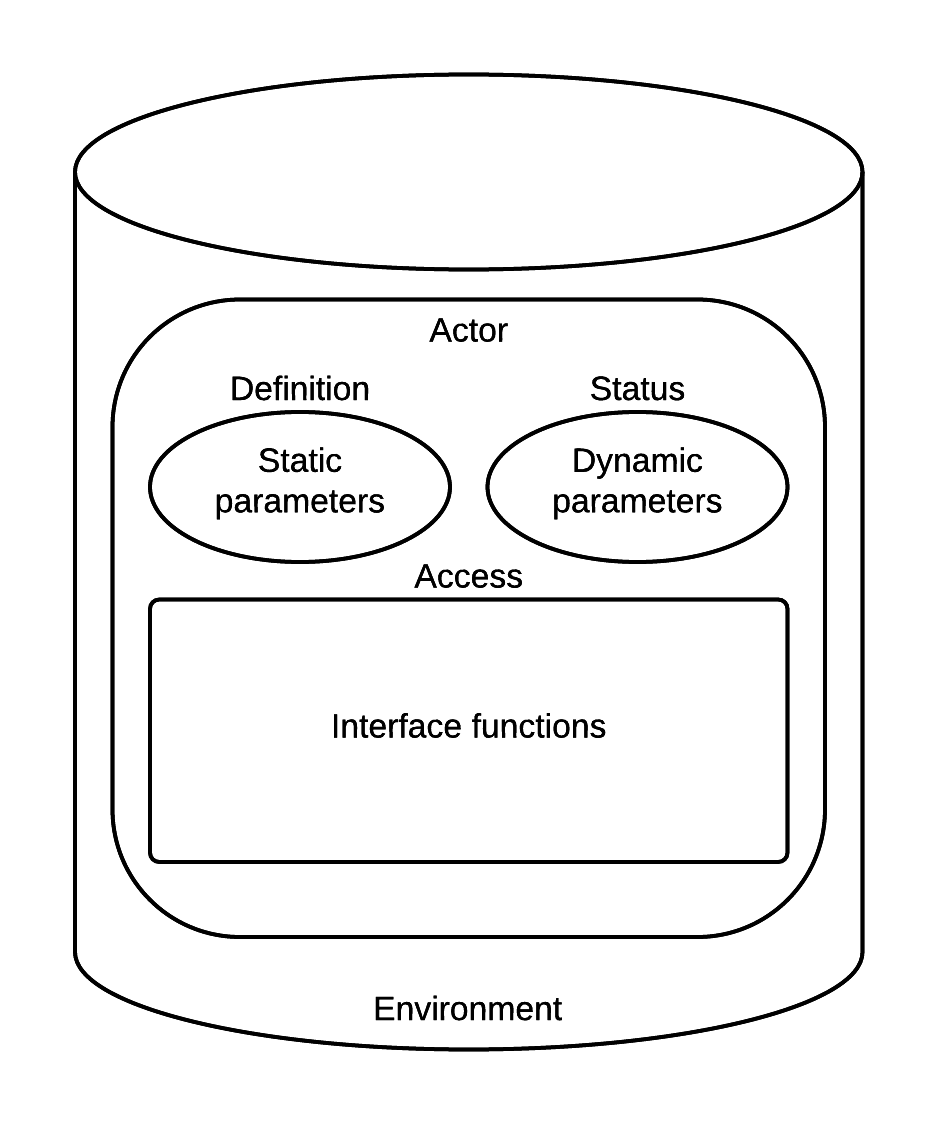 Actor
Definition
Status
Static
parameters
Dynamic
parameters
Access
Interface functions
Environment